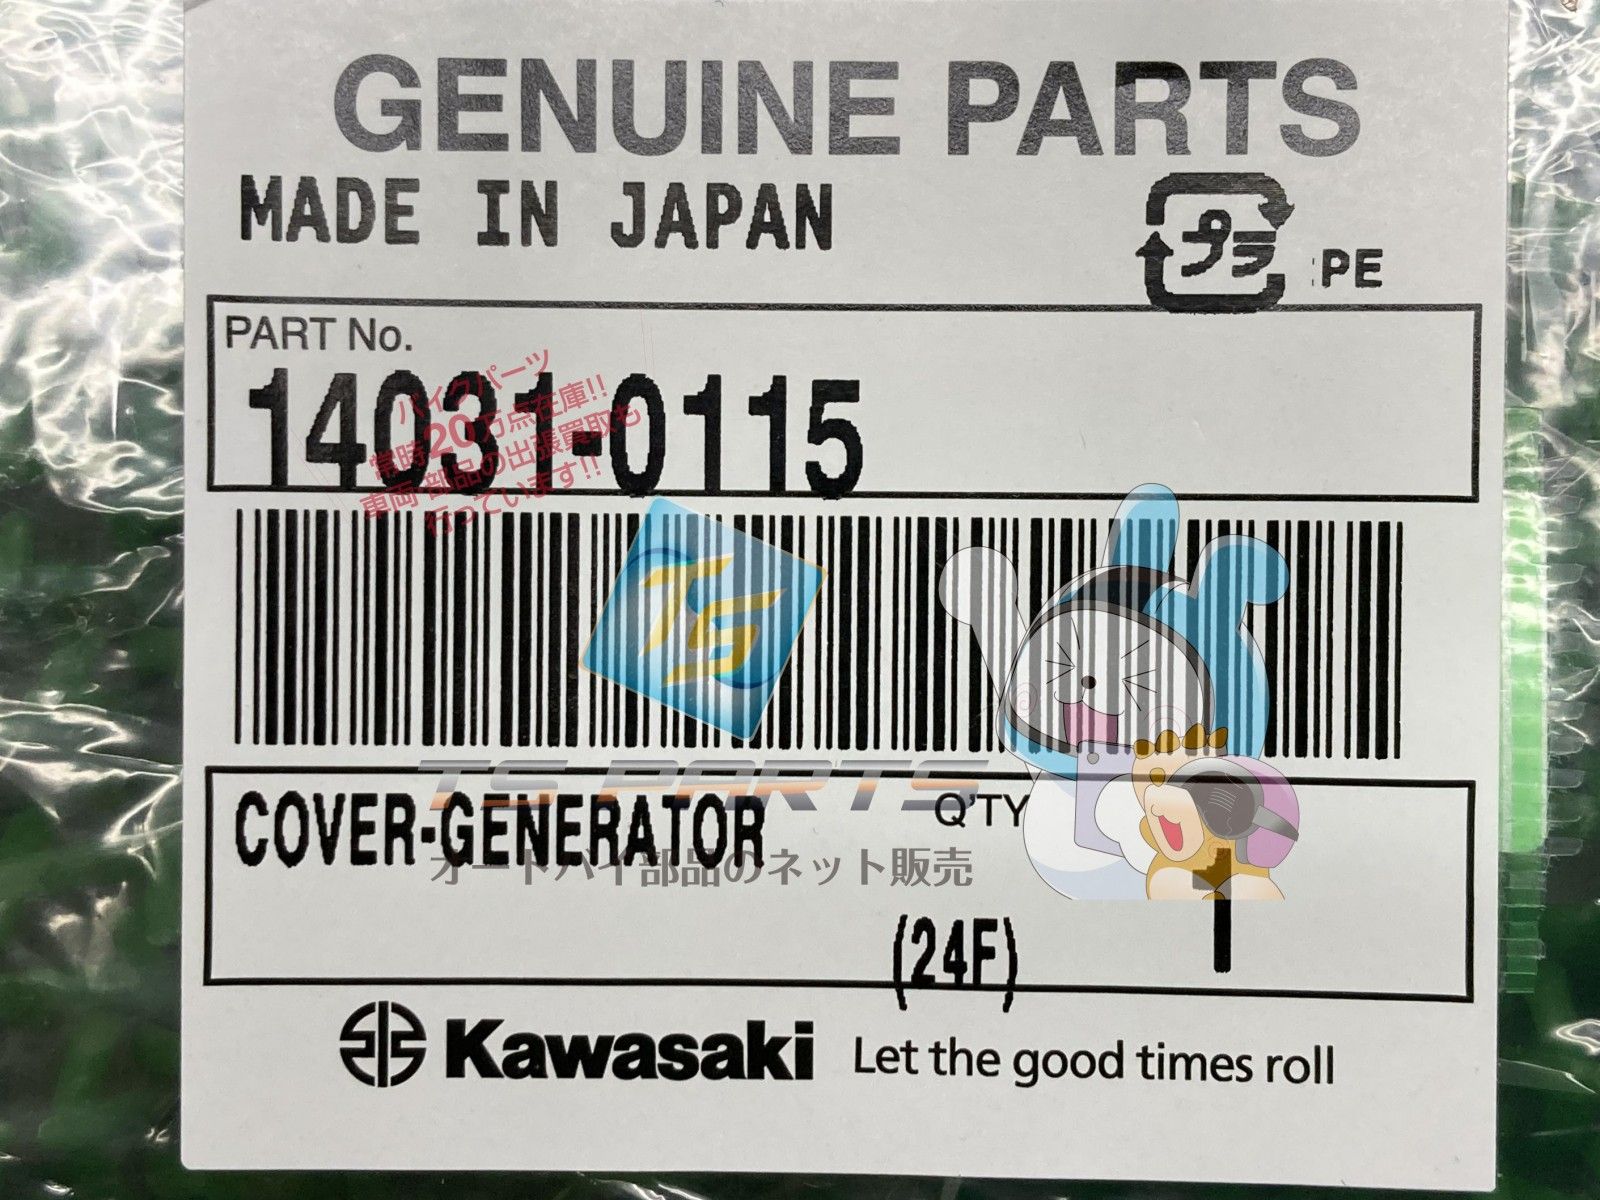 GENUINE PARTS
MADE IN JAPAN
プラ
:PE
PART No.
14031-0115
バイクパーツ
常時20万点在庫!!
車両・部品の出張買取も
行っています!!
TS
TS PARTS
COVER-GENERATOR
Q'TY
オートバイ部品のネット販売
1
(24F)
Kawasaki Let the good times roll